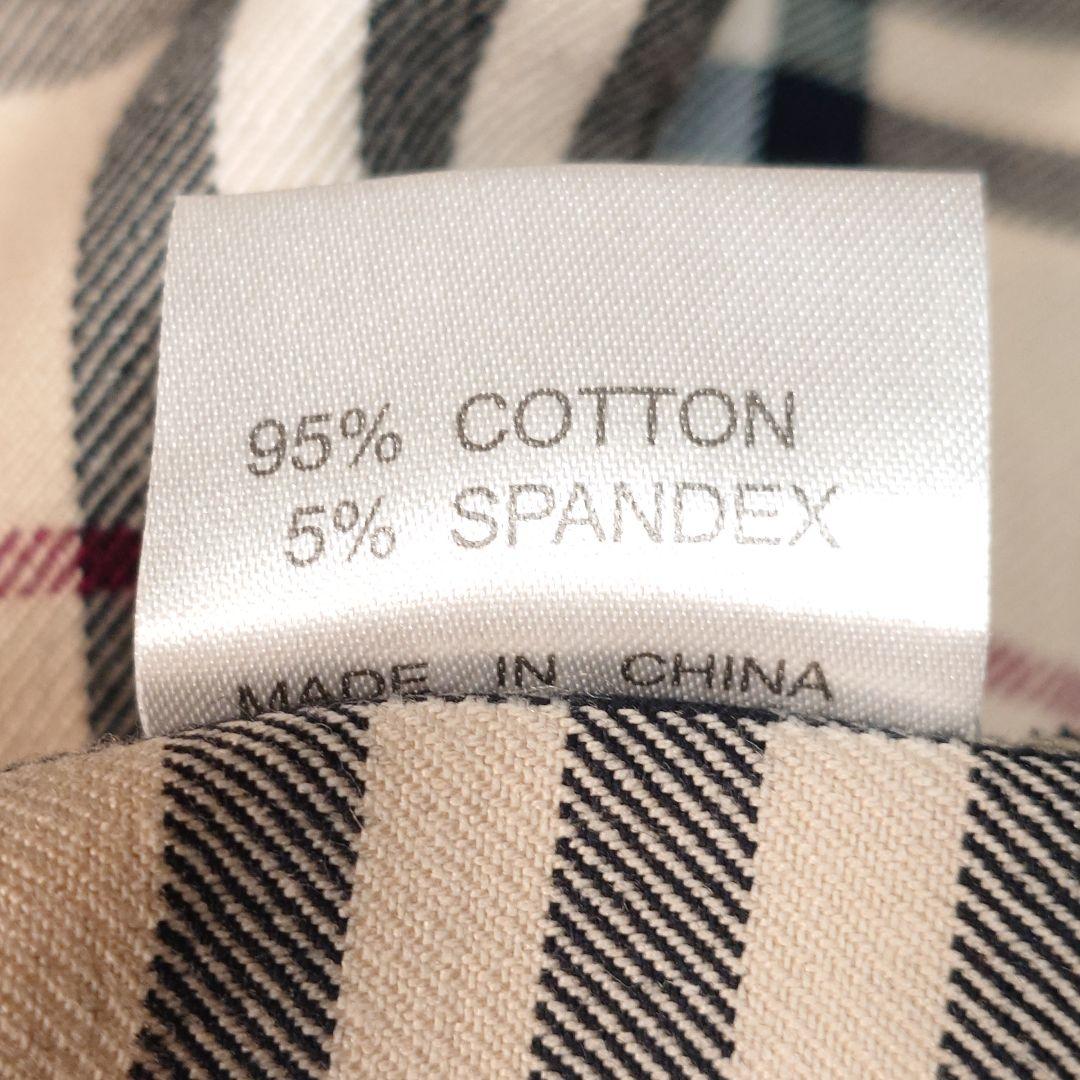 95% COTTON
5% SPANDEX
MADE IN CHINA